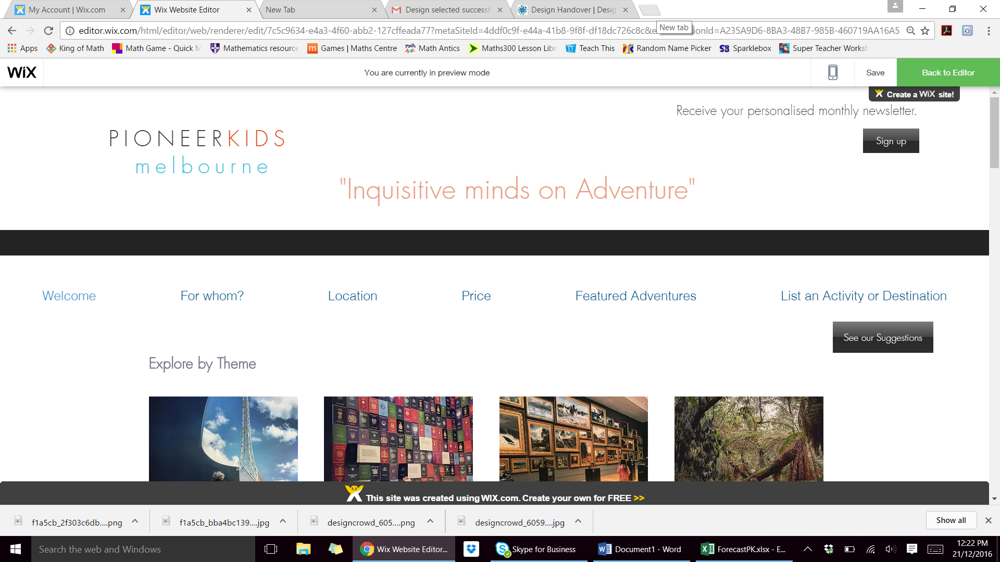 My Account | Wix.com
Wix Website Editor
New Tab
Design selected successf
Design Handover | Desig
editor.wix.com/html/editor/web/renderer/edit/7c5c9634-e4a3-4f60-abb2-127cffeada77?metaSiteId=4ddf0c9f-e44a-41b8-9f8f-df18dc726c8c&e
New tab
ionId=A235A9D6-8BA3-48B7-985B-460719AA16A5
Apps
King of Math
Math Game - Quick M
Mathematics resource
Games | Maths Centre
Math Antics
Maths300 Lesson Libr
Teach This
Random Name Picker
Sparklebox
Super Teacher Worksh
WiX
You are currently in preview mode
Save
Back to Editor
Create a WiX site!
Receive your personalised monthly newsletter.
Sign up
PIONEERKIDS
melbourne
"Inquisitive minds on Adventure"
Welcome
For whom?
Location
Price
Featured Adventures
List an Activity or Destination
See our Suggestions
Explore by Theme
This site was created using WIX.com. Create your own for FREE >>
f1a5cb_2f303c6db....png
f1a5cb_bba4bc139....jpg
designcrowd_605....png
designcrowd_6059....jpg
Show all
Search the web and Windows
Wix Website Editor...
Skype for Business
Document1 - Word
ForecastPK.xlsx - E...
12:22 PM
21/12/2016